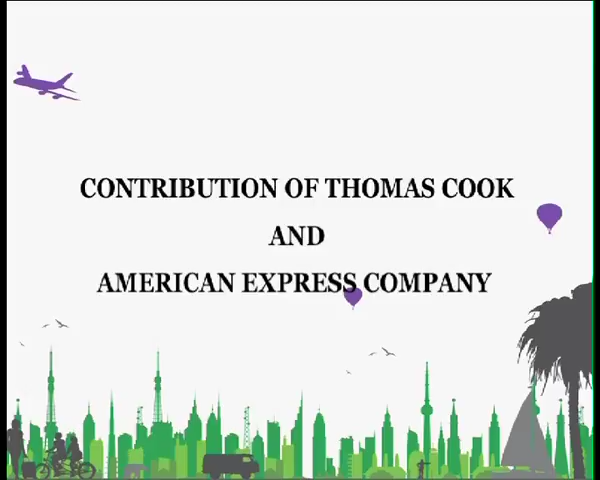 CONTRIBUTION OF THOMAS COOK
AND
AMERICAN EXPRESS COMPANY